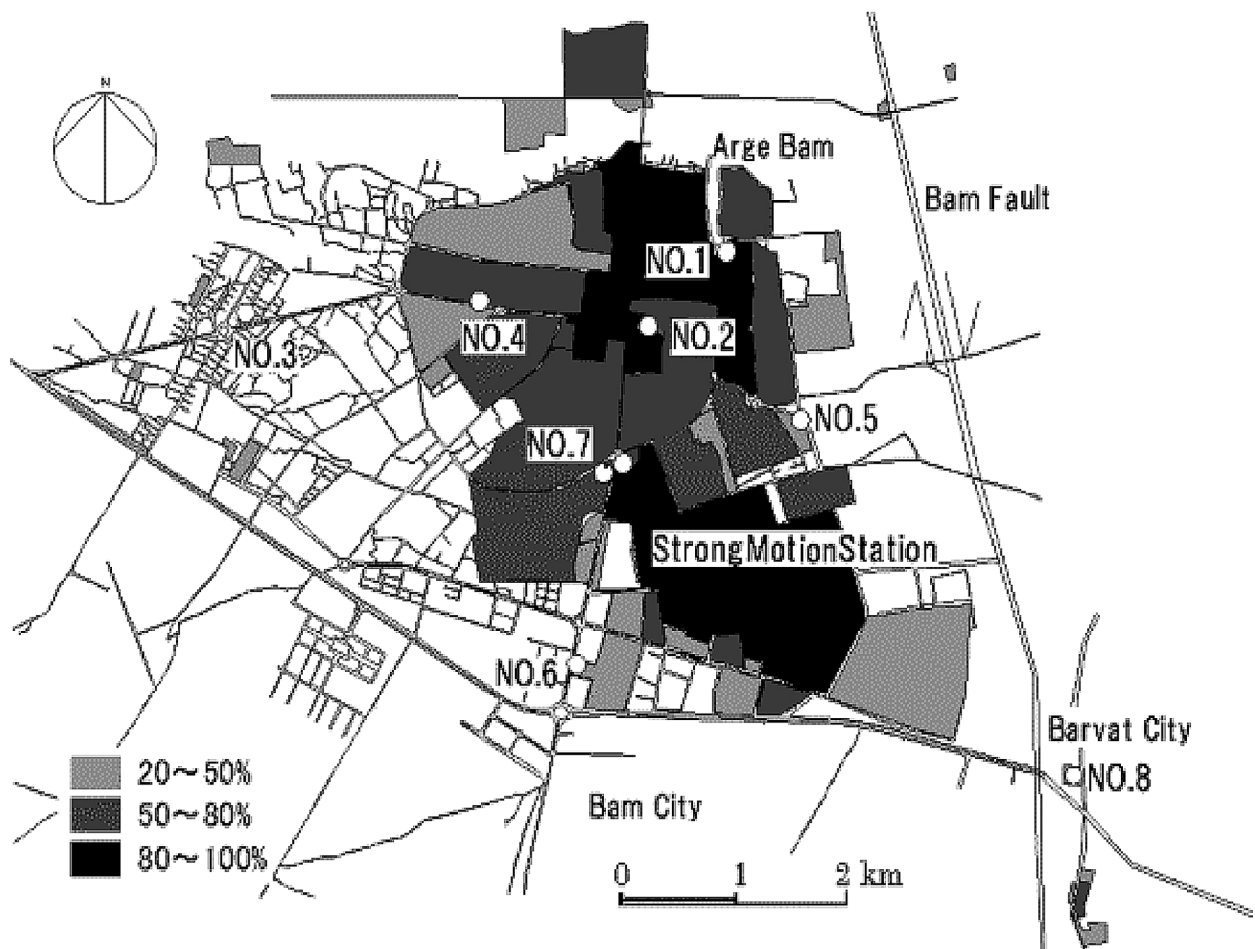 N
Arge Bam
Bam Fault
NO.1
NO.2
NO.3
NO.4
NO.5
NO.7
StrongMotionStation
NO.6
Barvat City
NO.8
20～50%
50～80%
80～100%
Bam City
0 1 2 km